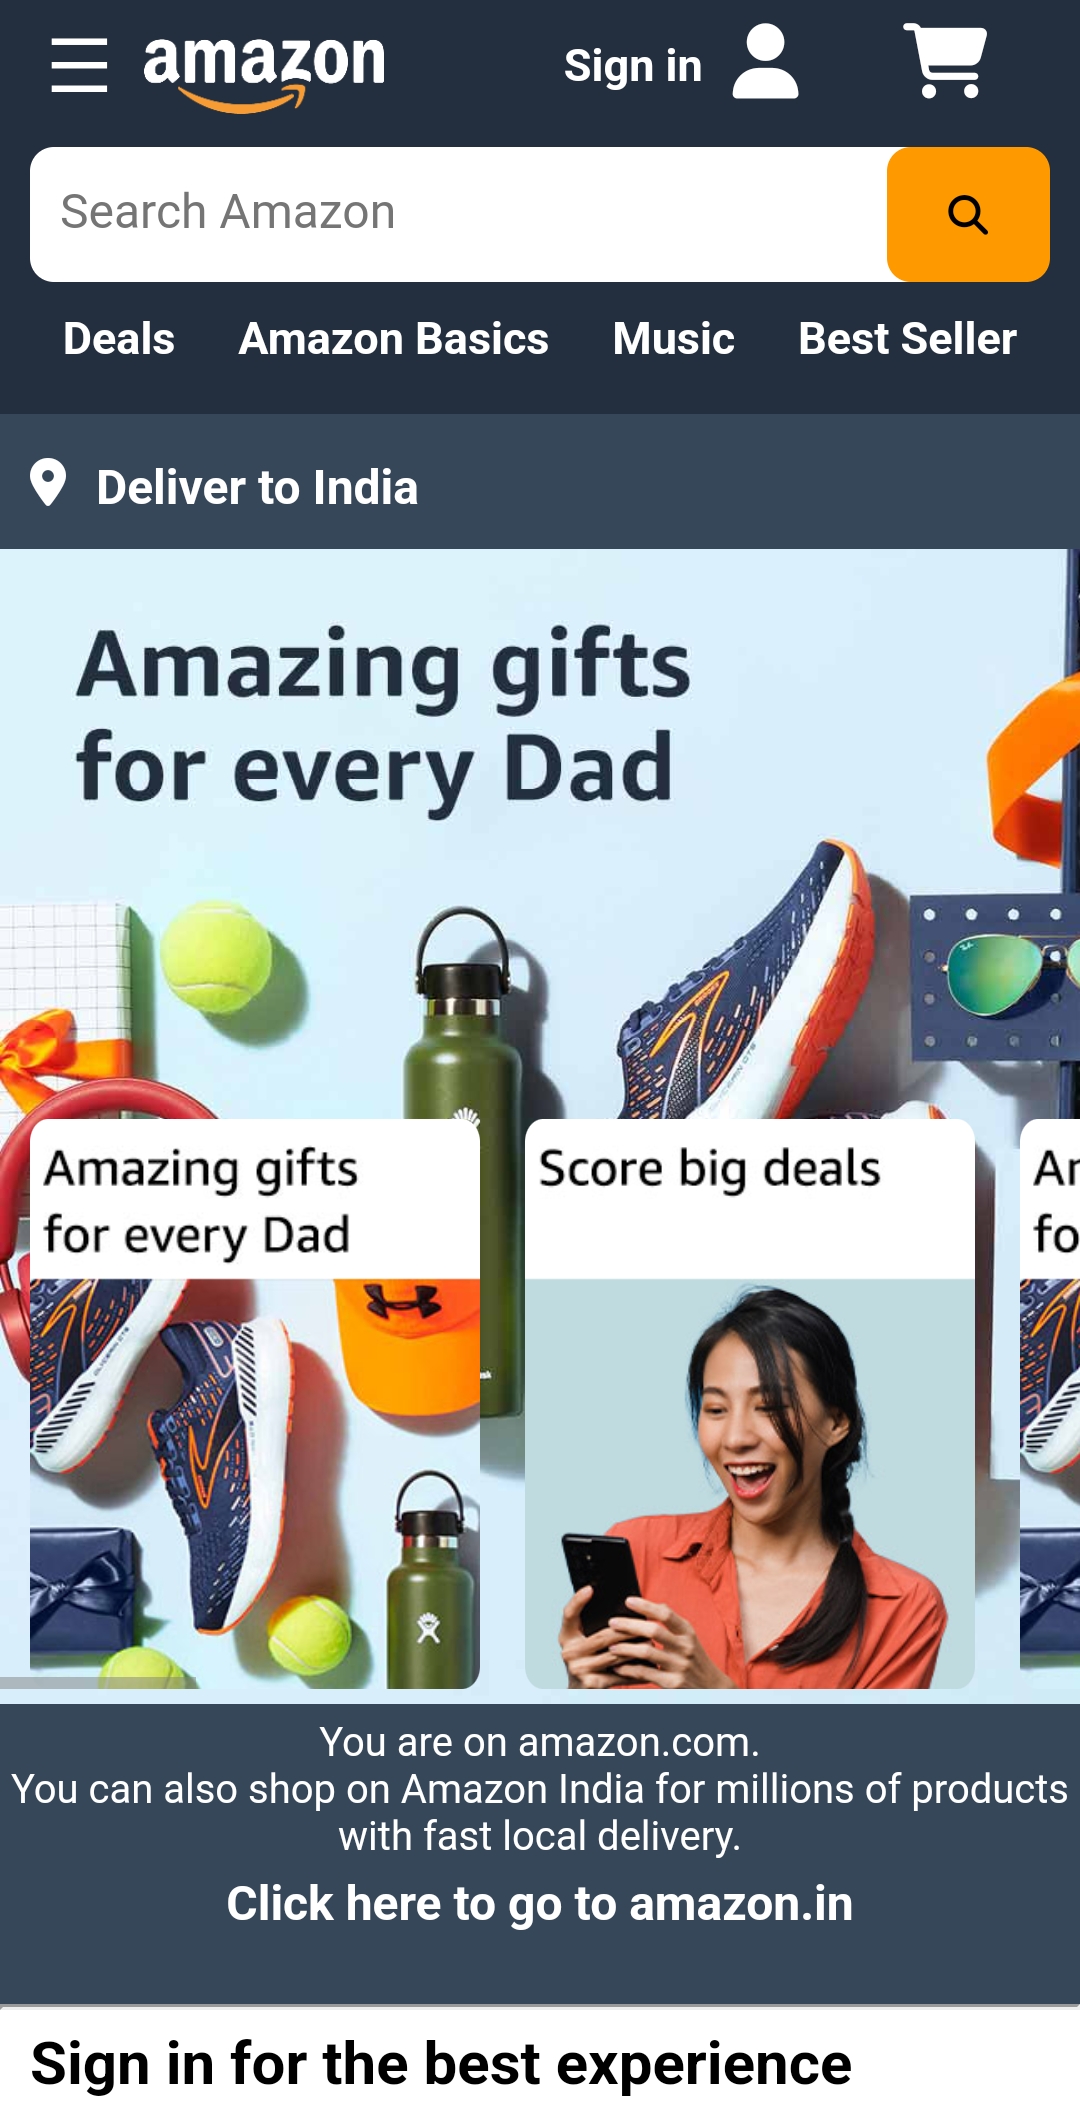 amazon
Sign in
Search Amazon
Deals Amazon Basics Music Best Seller
Deliver to India
Amazing gifts
for every Dad
Amazing gifts
for every Dad
Score big deals
You are on amazon.com.
You can also shop on Amazon India for millions of products
with fast local delivery.
Click here to go to amazon.in
Sign in for the best experience